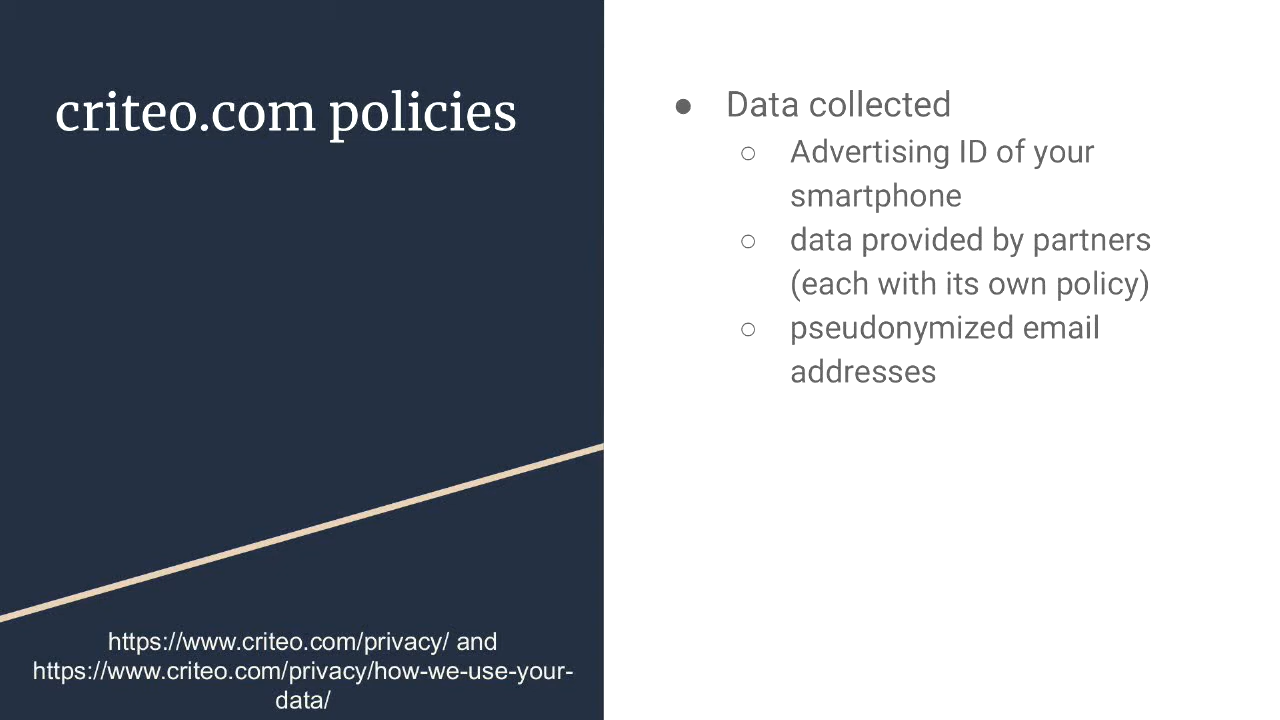 criteo.com policies
● Data collected
○ Advertising ID of your
smartphone
○ data provided by partners
(each with its own policy)
○ pseudonymized email
addresses
https://www.criteo.com/privacy/ and
https://www.criteo.com/privacy/how-we-use-your-
data/